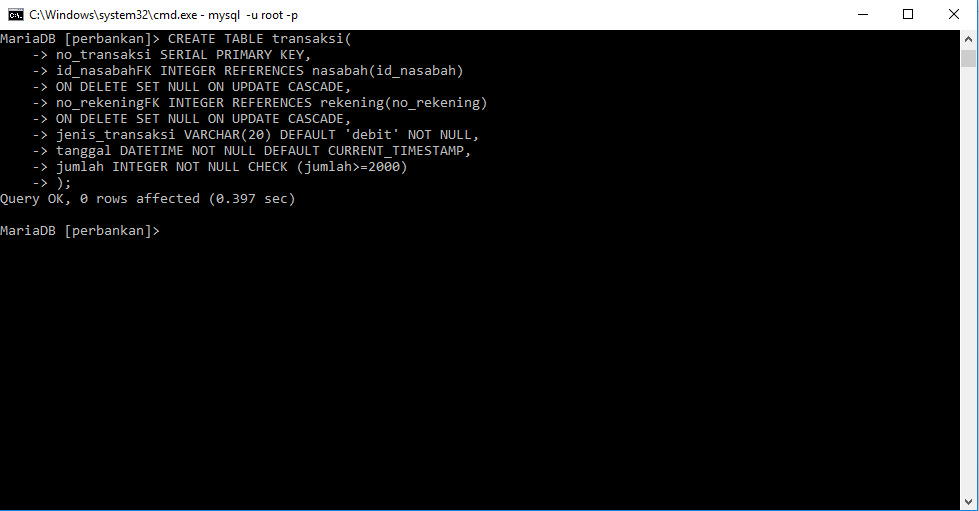 C:\Windows\system32\cmd.exe - mysql  -u root -p
MariaDB [perbankan]> CREATE TABLE transaksi(
    -> no_transaksi SERIAL PRIMARY KEY,
    -> id_nasabahFK INTEGER REFERENCES nasabah(id_nasabah)
    -> ON DELETE SET NULL ON UPDATE CASCADE,
    -> no_rekeningFK INTEGER REFERENCES rekening(no_rekening)
    -> ON DELETE SET NULL ON UPDATE CASCADE,
    -> jenis_transaksi VARCHAR(20) DEFAULT 'debit' NOT NULL,
    -> tanggal DATETIME NOT NULL DEFAULT CURRENT_TIMESTAMP,
    -> jumlah INTEGER NOT NULL CHECK (jumlah>=2000)
    -> );
Query OK, 0 rows affected (0.397 sec)
MariaDB [perbankan]>